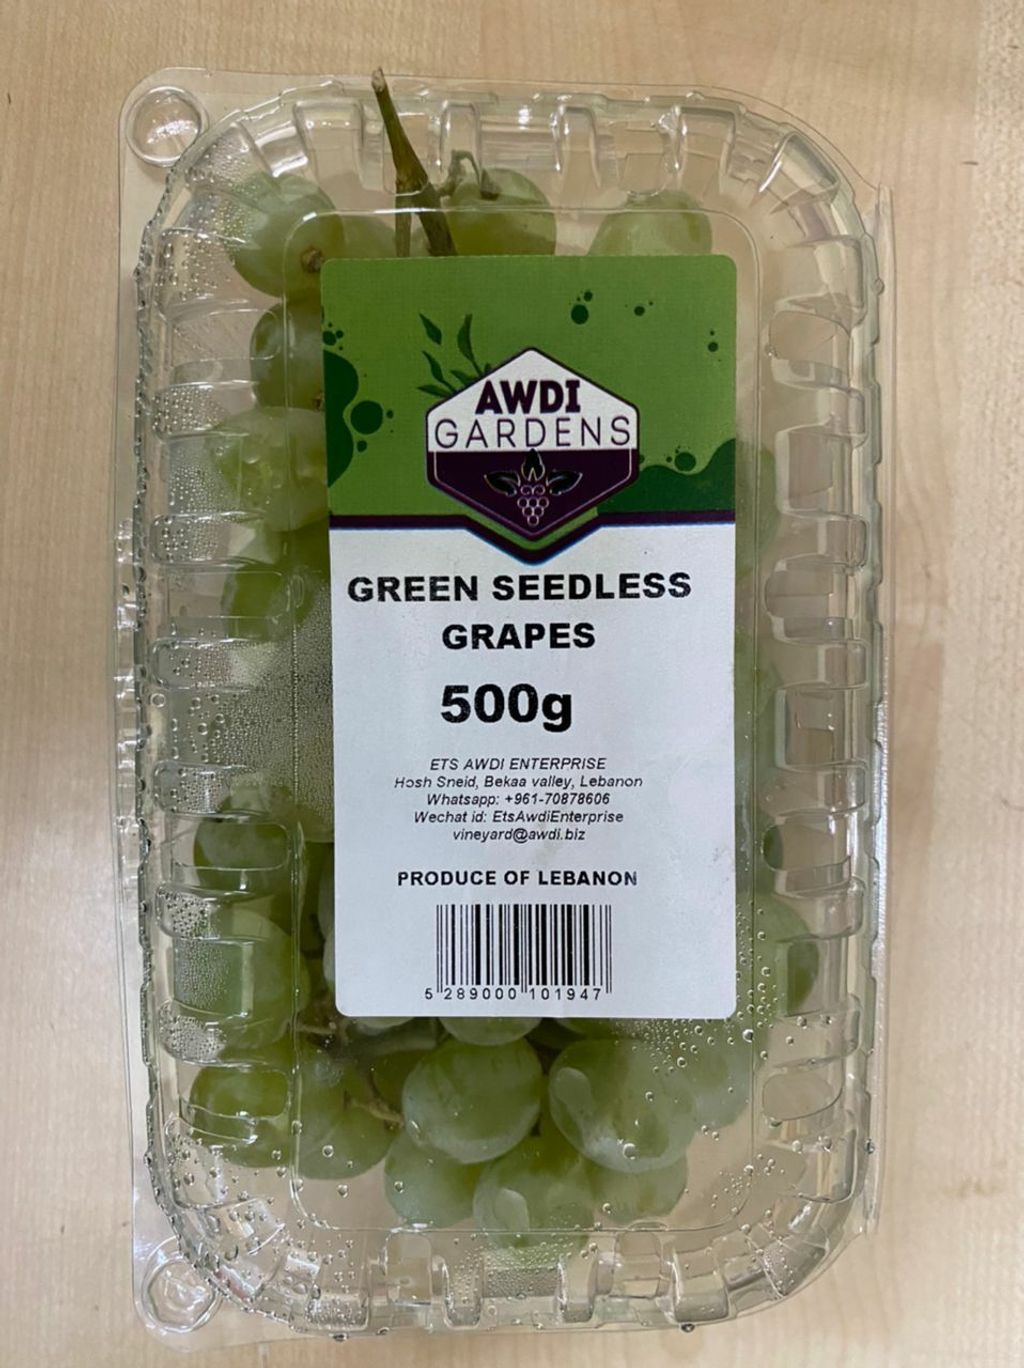 AWDI
GARDENS
GREEN SEEDLESS
GRAPES
500g
ETS AWDI ENTERPRISE
Hosh Sneid, Bekaa valley, Lebanon
Whatsapp: +961-70878606
Wechat id: EtsAwdiEnterprise
vineyard@awdi.biz
PRODUCE OF LEBANON
5 289000 101947